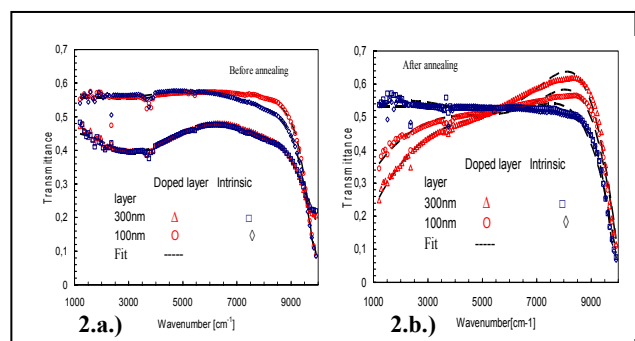 0,7
0,6
0,5
0,4
0,3
0,2
0,1
0
Transmittance
Before annealing
Doped layer Intrinsic
layer
300nm
100nm
Fit -----
1000 3000 5000 7000 9000
Wavenumber [cm-1]
2.a.)
0,7
0,6
0,5
0,4
0,3
0,2
0,1
0
Transmittance
After annealing
Doped layer Intrinsic
layer
300nm
100nm
Fit -----
1000 3000 5000 7000 9000
Wavenumber[cm-1]
2.b.)